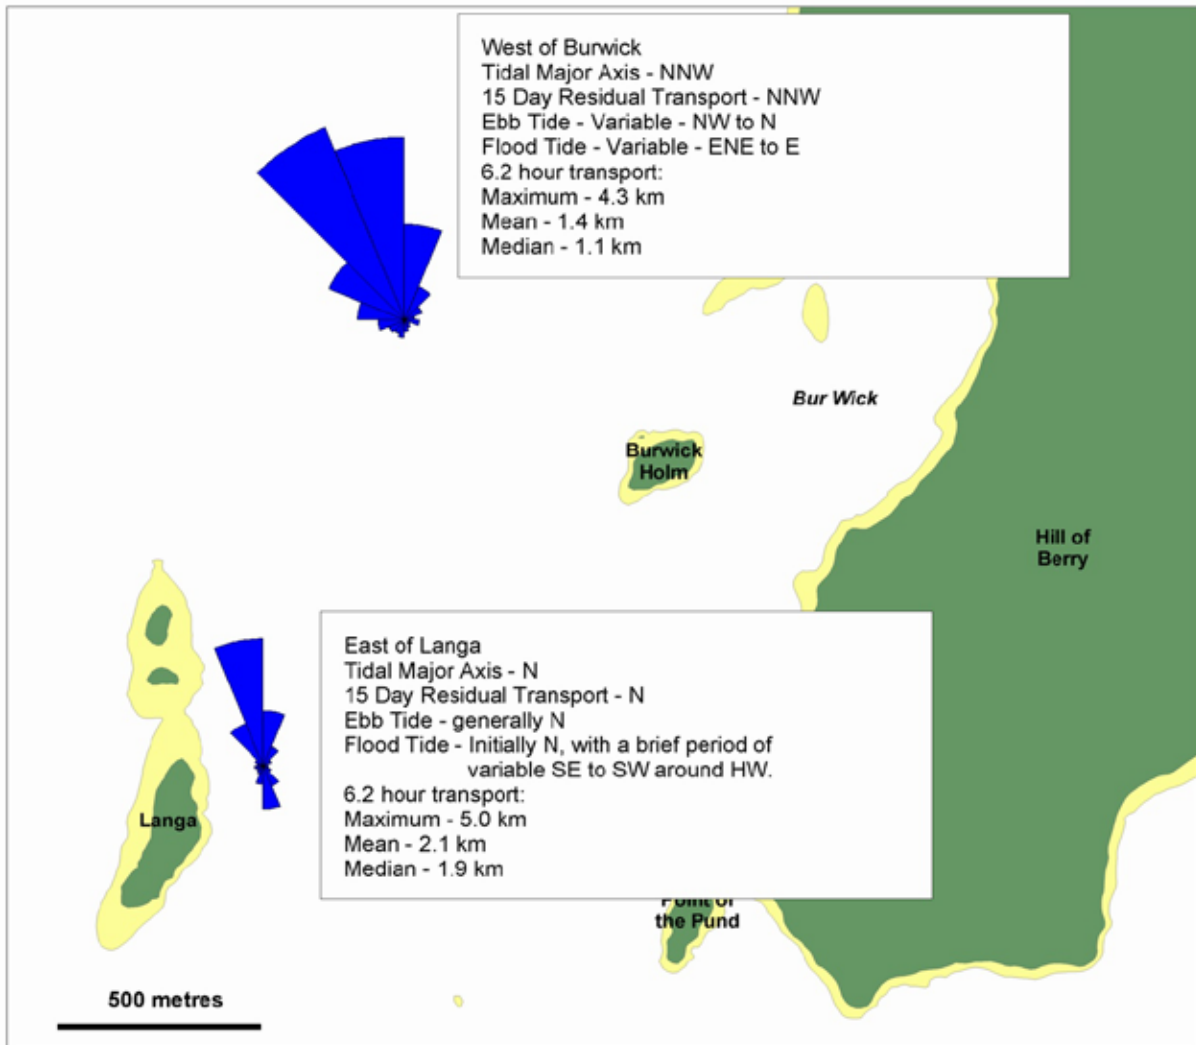 West of Burwick
Tidal Major Axis - NNW
15 Day Residual Transport - NNW
Ebb Tide - Variable - NW to N
Flood Tide - Variable - ENE to E
6.2 hour transport:
Maximum - 4.3 km
Mean - 1.4 km
Median - 1.1 km
Bur Wick
Burwick
Holm
Hill of
Berry
East of Langa
Tidal Major Axis - N
15 Day Residual Transport - N
Ebb Tide - generally N
Flood Tide - Initially N, with a brief period of
variable SE to SW around HW.
6.2 hour transport:
Maximum - 5.0 km
Mean - 2.1 km
Median - 1.9 km
Langa
Point of
the Pund
500 metres